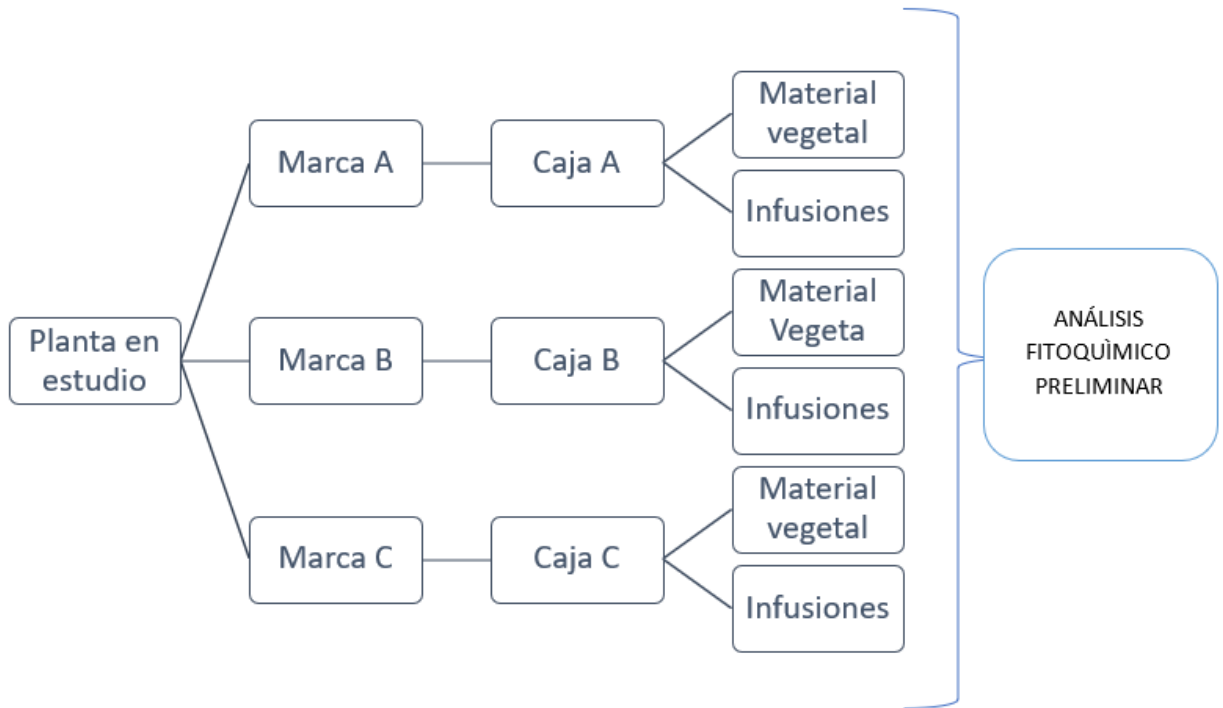 Planta en
estudio
Marca A
Caja A
Material
vegetal
Infusiones
Marca B
Caja B
Material
Vegeta
Infusiones
Marca C
Caja C
Material
vegetal
Infusiones
ANÁLISIS
FITOQUÌMICO
PRELIMINAR